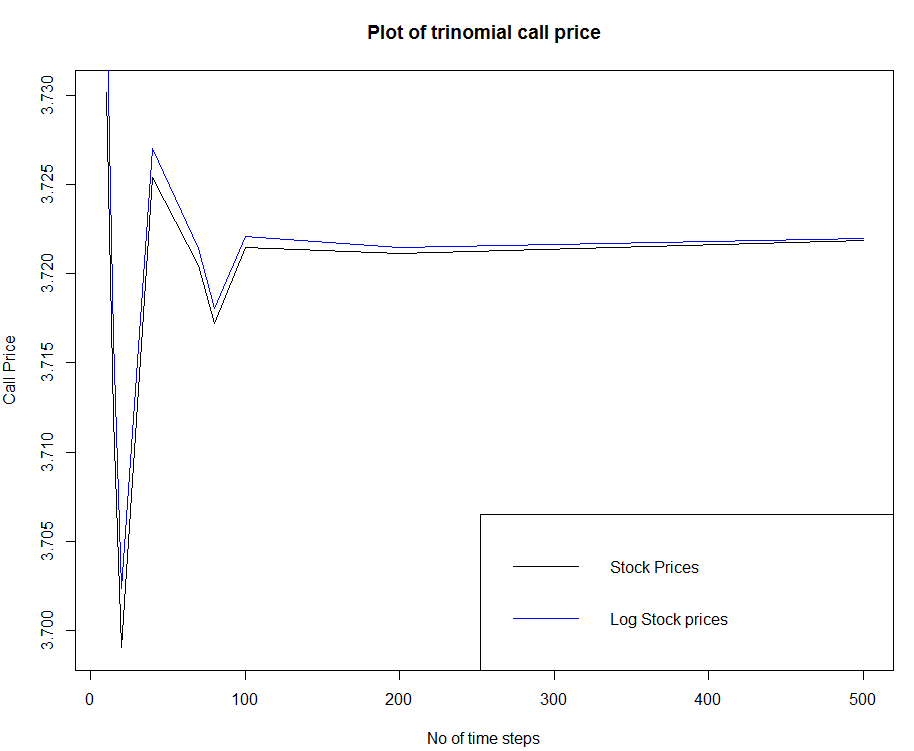 Plot of trinomial call price
Call Price
3.730
3.725
3.720
3.715
3.710
3.705
3.700
Stock Prices
Log Stock prices
0 100 200 300 400 500
No of time steps